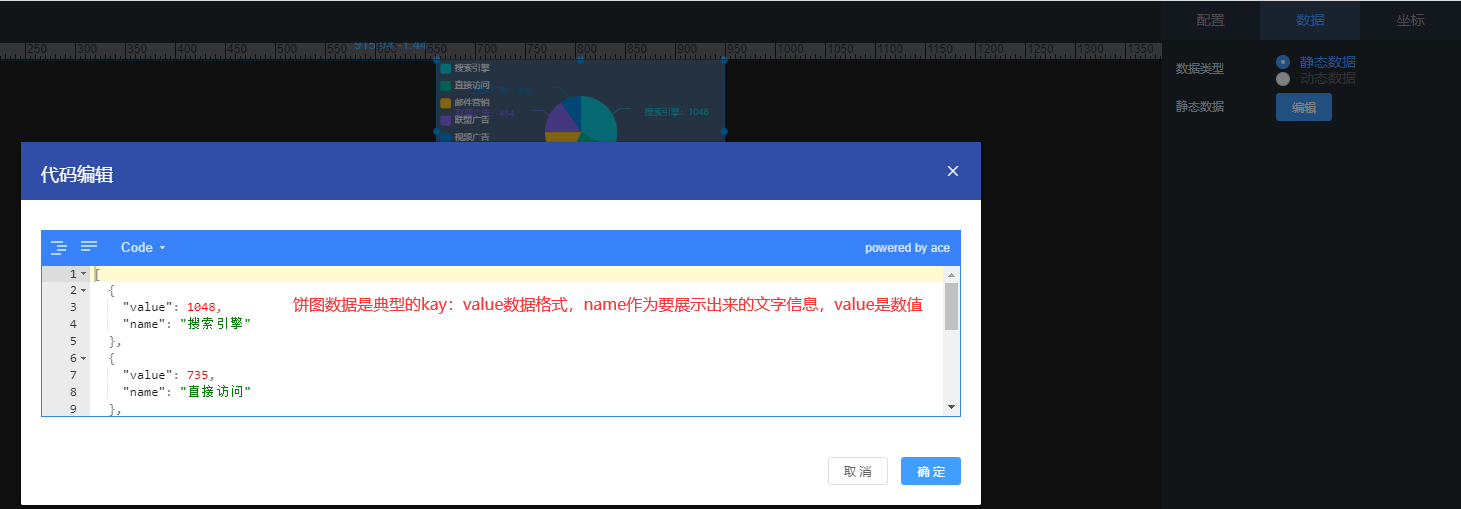 配置 数据 坐标
250 300 350 400 450 500 550 650 700 750 800 850 900 950 1000 1050 1100 1150 1200 1250 1300 1350
搜索引擎
直接访问
邮件营销
联盟广告
视频广告
搜索引擎: 1048
数据类型
静态数据
动态数据
静态数据
编辑
代码编辑
Code
powered by ace
1 [
2 {
3 "value": 1048,
4 "name": "搜索引擎"
5 },
6 {
7 "value": 735,
8 "name": "直接访问"
9 },
饼图数据是典型的kay：value数据格式，name作为要展示出来的文字信息，value是数值
取消
确定